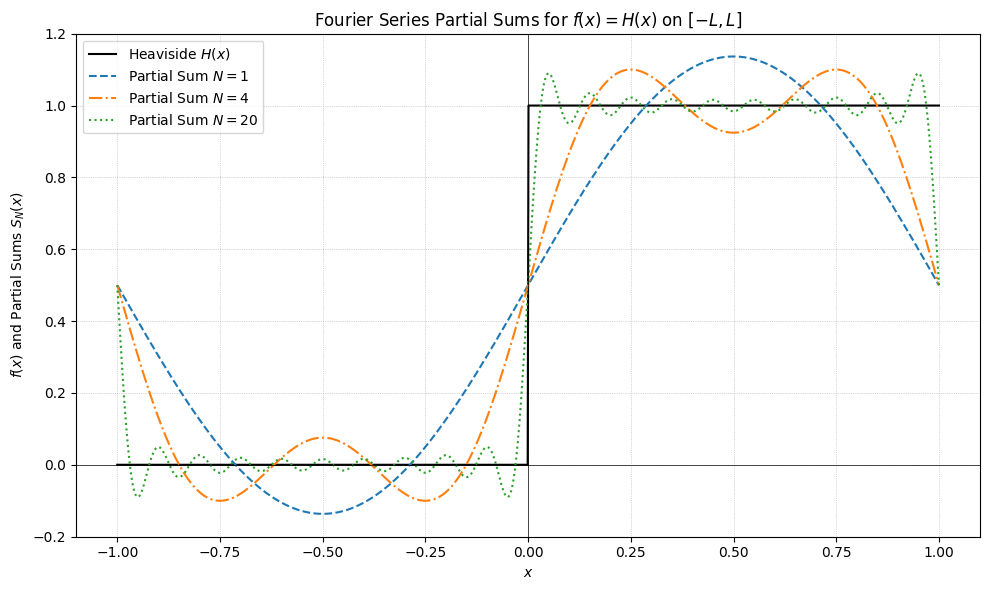 Fourier Series Partial Sums for f(x) = H(x) on [−L, L]
1.2
1.0
0.8
0.6
0.4
0.2
0.0
−0.2
f(x) and Partial Sums S_N(x)
Heaviside H(x)
Partial Sum N = 1
Partial Sum N = 4
Partial Sum N = 20
−1.00 −0.75 −0.50 −0.25 0.00 0.25 0.50 0.75 1.00
x